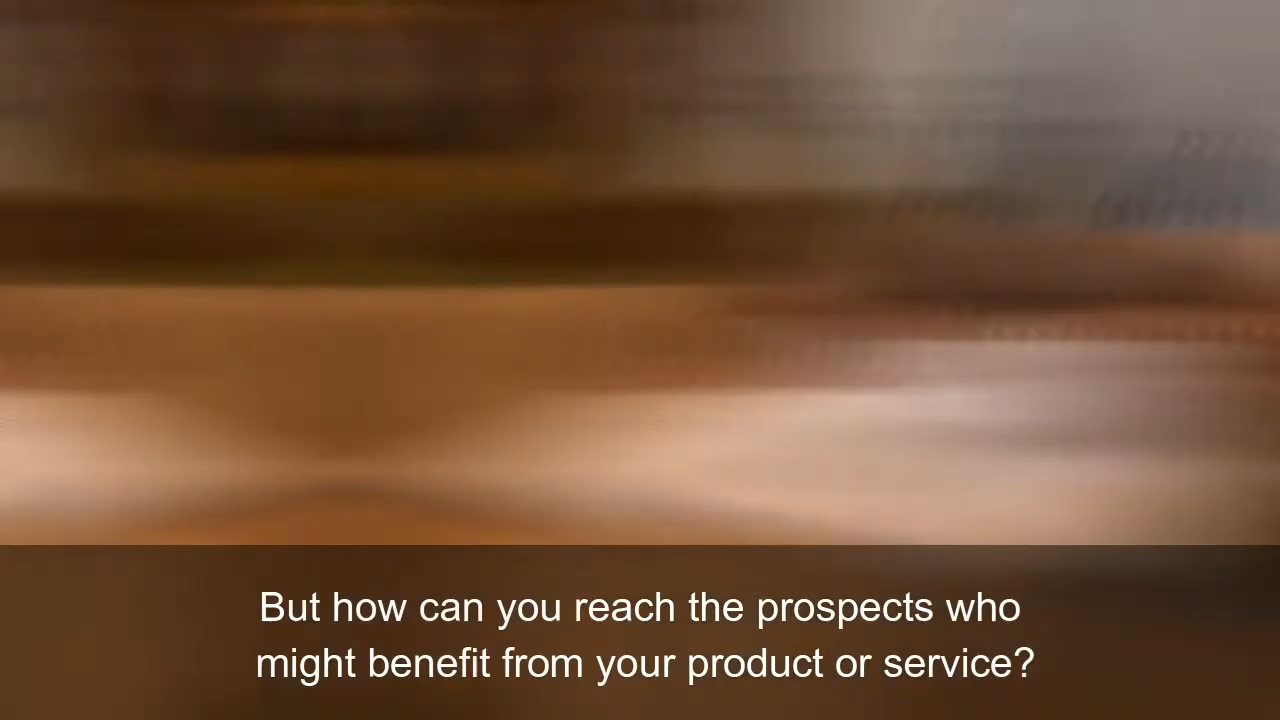 But how can you reach the prospects who
might benefit from your product or service?